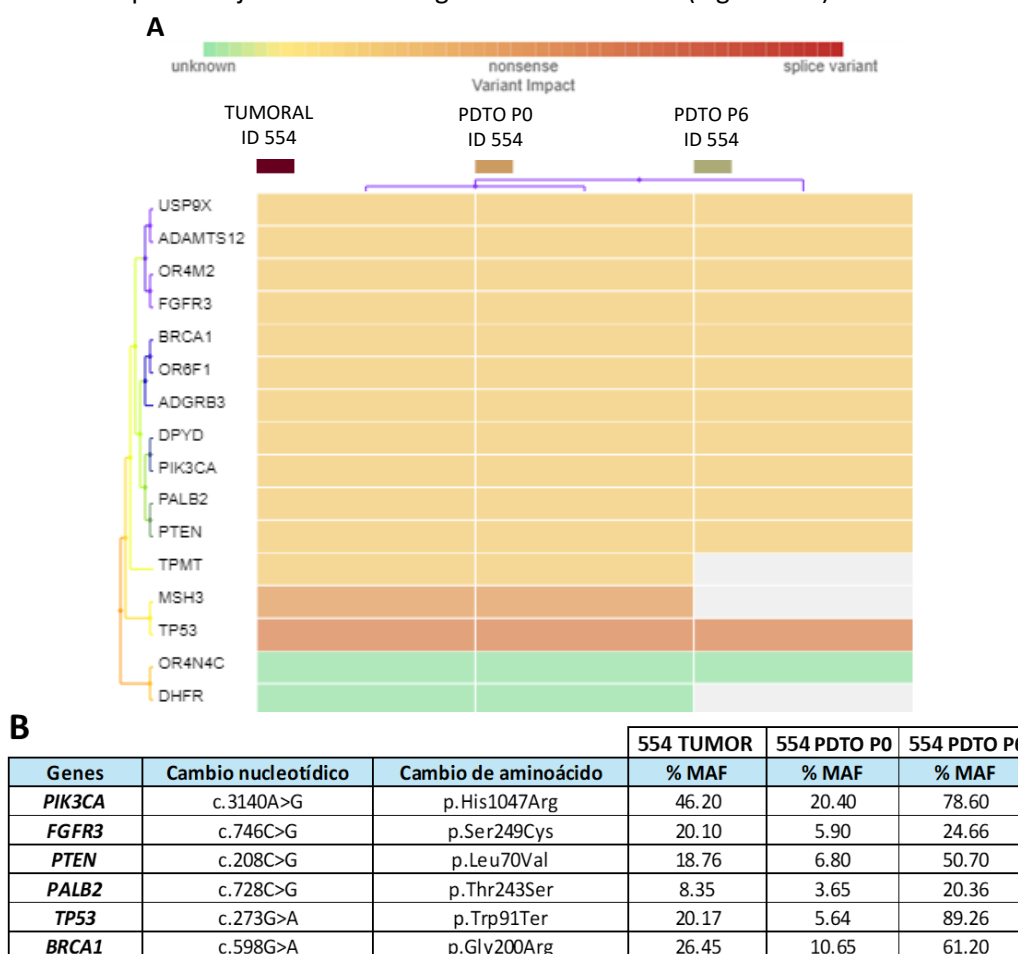 A
unknown nonsense splice variant
Variant Impact
TUMORAL PDTO P0 PDTO P6
ID 554 ID 554 ID 554
USP9X
ADAMTS12
OR4M2
FGFR3
BRCA1
OR6F1
ADGRB3
DPYD
PIK3CA
PALB2
PTEN
TPMT
MSH3
TP53
OR4N4C
DHFR
B
554 TUMOR 554 PDTO P0 554 PDTO P6
Genes Cambio nucleotídico Cambio de aminoácido % MAF % MAF % MAF
PIK3CA c.3140A>G p.His1047Arg 46.20 20.40 78.60
FGFR3 c.746C>G p.Ser249Cys 20.10 5.90 24.66
PTEN c.208C>G p.Leu70Val 18.76 6.80 50.70
PALB2 c.728C>G p.Thr243Ser 8.35 3.65 20.36
TP53 c.273G>A p.Trp91Ter 20.17 5.64 89.26
BRCA1 c.598G>A p.Gly200Arg 26.45 10.65 61.20